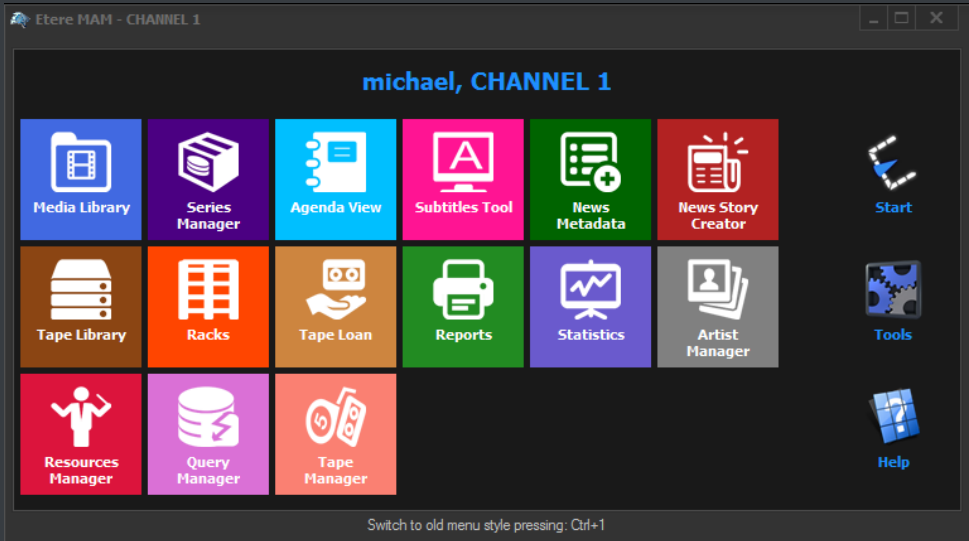 Etere MAM - CHANNEL 1
michael, CHANNEL 1
Media Library
Series
Manager
Agenda View
A
Subtitles Tool
News
Metadata
News Story
Creator
Start
Tape Library
Racks
Tape Loan
Reports
Statistics
Artist
Manager
Tools
Resources
Manager
Query
Manager
5
Tape
Manager
?
Help
Switch to old menu style pressing: Ctrl+1